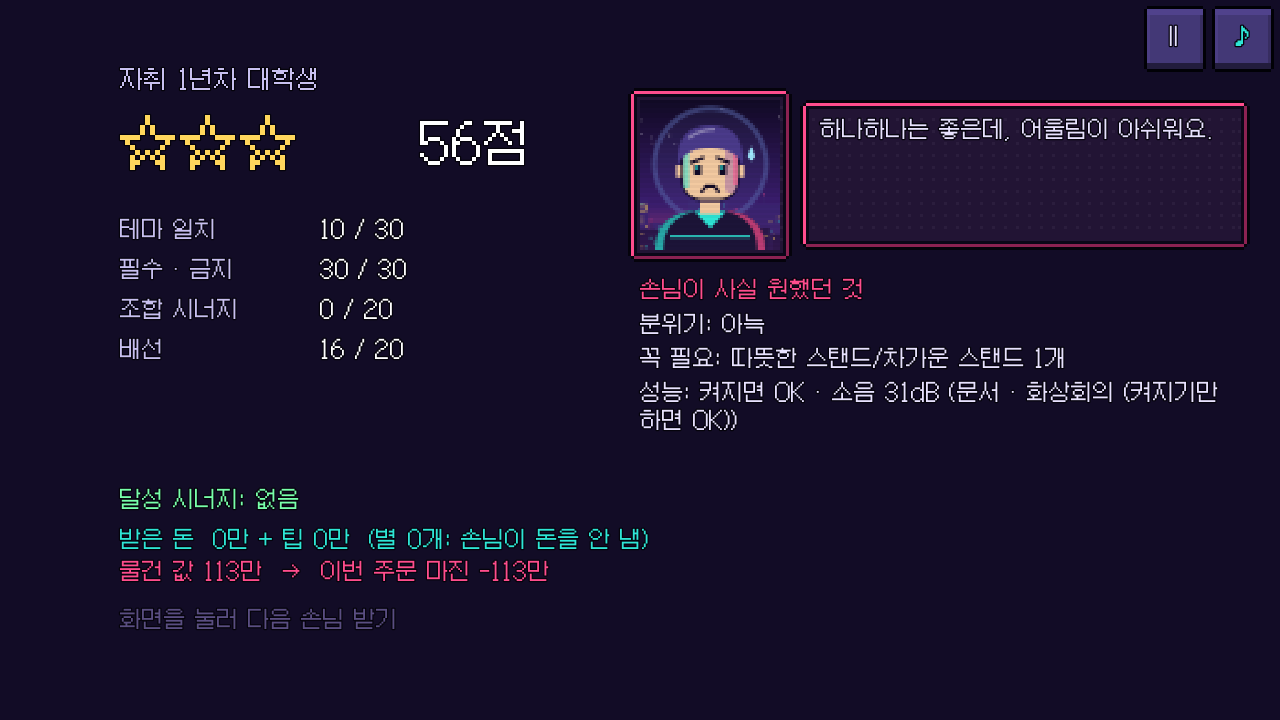 자취 1년차 대학생
56점
하나하나는 좋은데, 어울림이 아쉬워요.
테마 일치 10 / 30
필수 · 금지 30 / 30
조합 시너지 0 / 20
배선 16 / 20
손님이 사실 원했던 것
분위기: 아늑
꼭 필요: 따뜻한 스탠드/차가운 스탠드 1개
성능: 켜지면 OK · 소음 31dB (문서 · 화상회의 (켜지기만
하면 OK))
달성 시너지: 없음
받은 돈 0만 + 팁 0만 (별 0개: 손님이 돈을 안 냄)
물건 값 113만 → 이번 주문 마진 -113만
화면을 눌러 다음 손님 받기